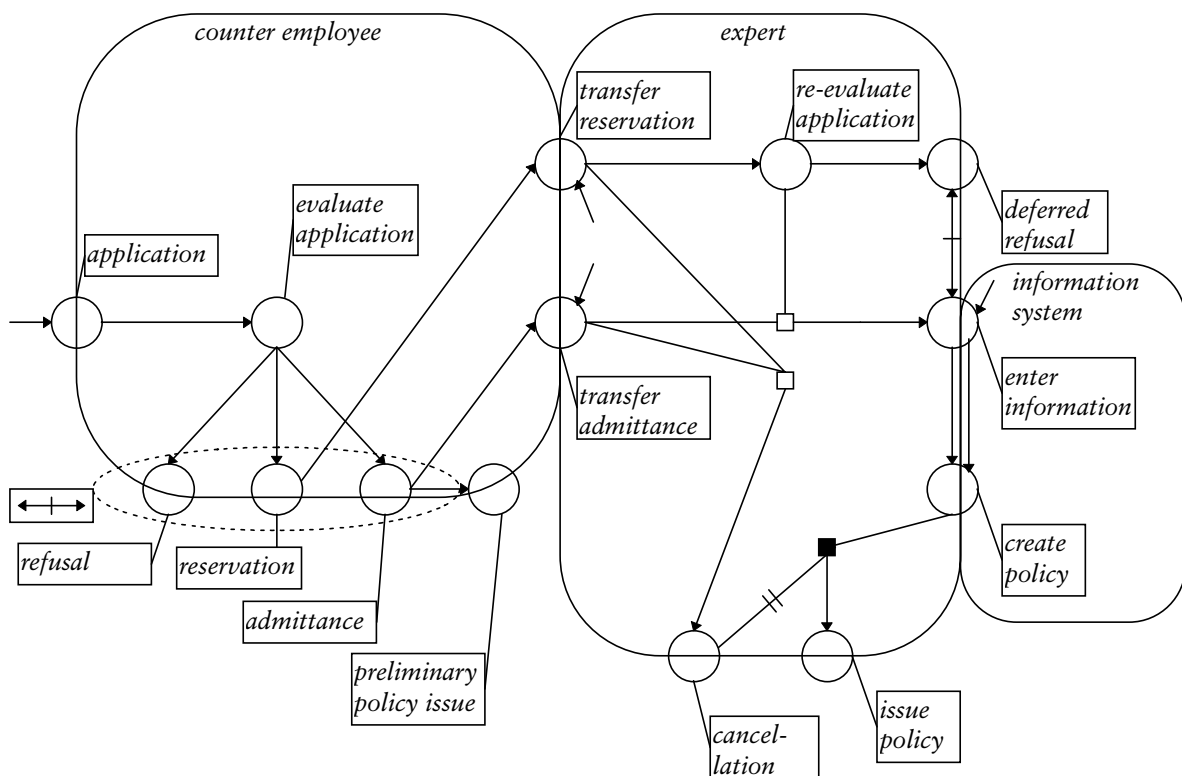 counter employee
expert
transfer
reservation
re-evaluate
application
evaluate
application
application
deferred
refusal
information
system
enter
information
transfer
admittance
refusal
reservation
admittance
preliminary
policy issue
create
policy
issue
policy
cancel-
lation